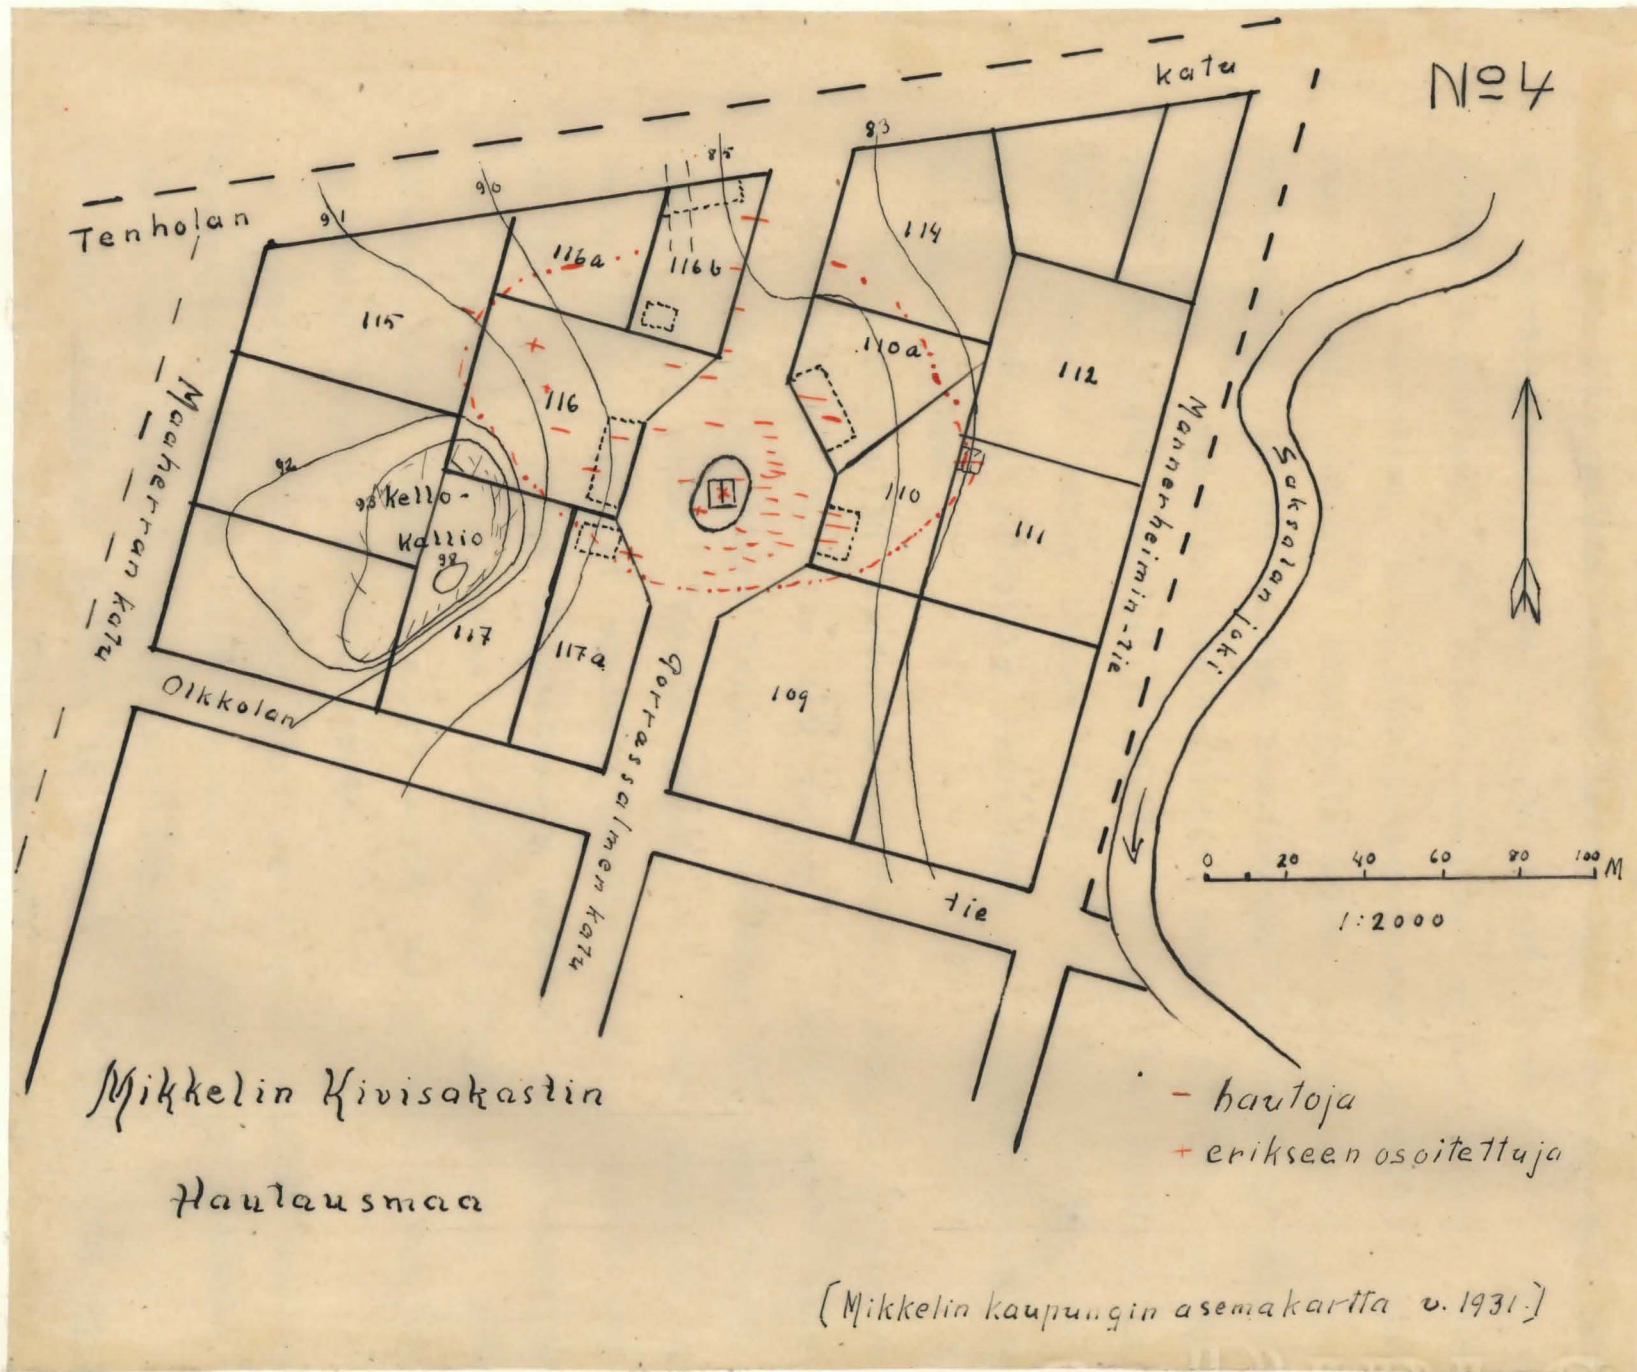 No 4
katu
83
85
90
91
Tenholan
114
116a
116b
115
110a
112
116
92
93
Kello-
kallio
98
110
111
Maaherran katu
Mannerheimin-tie
Saksalan joki
117
117a
109
Olkkolan
Porrassalmen katu
tie
0 20 40 60 80 100 M
1:2000
Mikkelin Kivisakastin
Hautausmaa
- hautoja
+ erikseen osoitettuja
(Mikkelin kaupungin asemakartta v. 1931.)